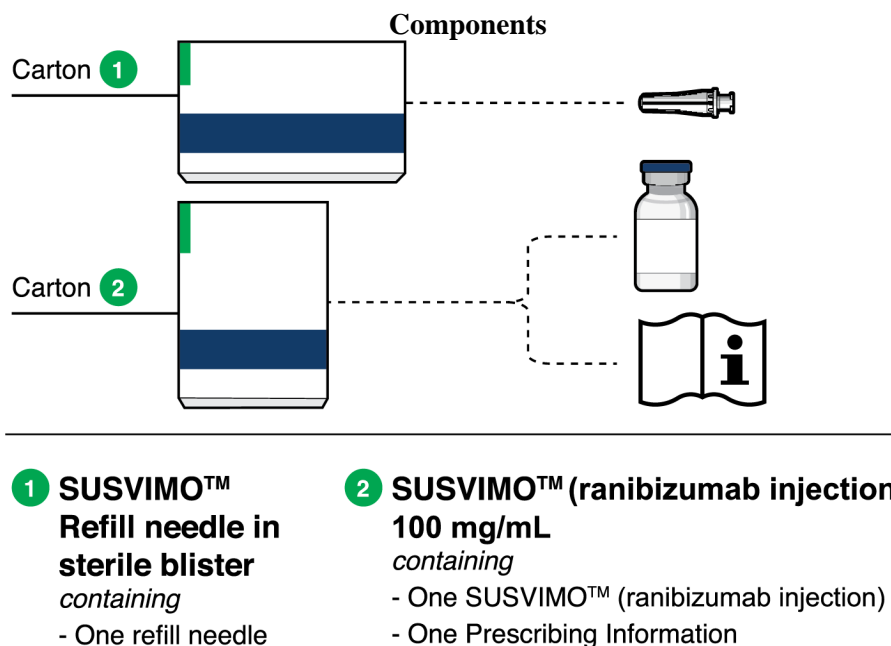 Components
Carton 1
Carton 2
1 SUSVIMO™
Refill needle in
sterile blister
containing
- One refill needle
2 SUSVIMO™ (ranibizumab injection
100 mg/mL
containing
- One SUSVIMO™ (ranibizumab injection)
- One Prescribing Information